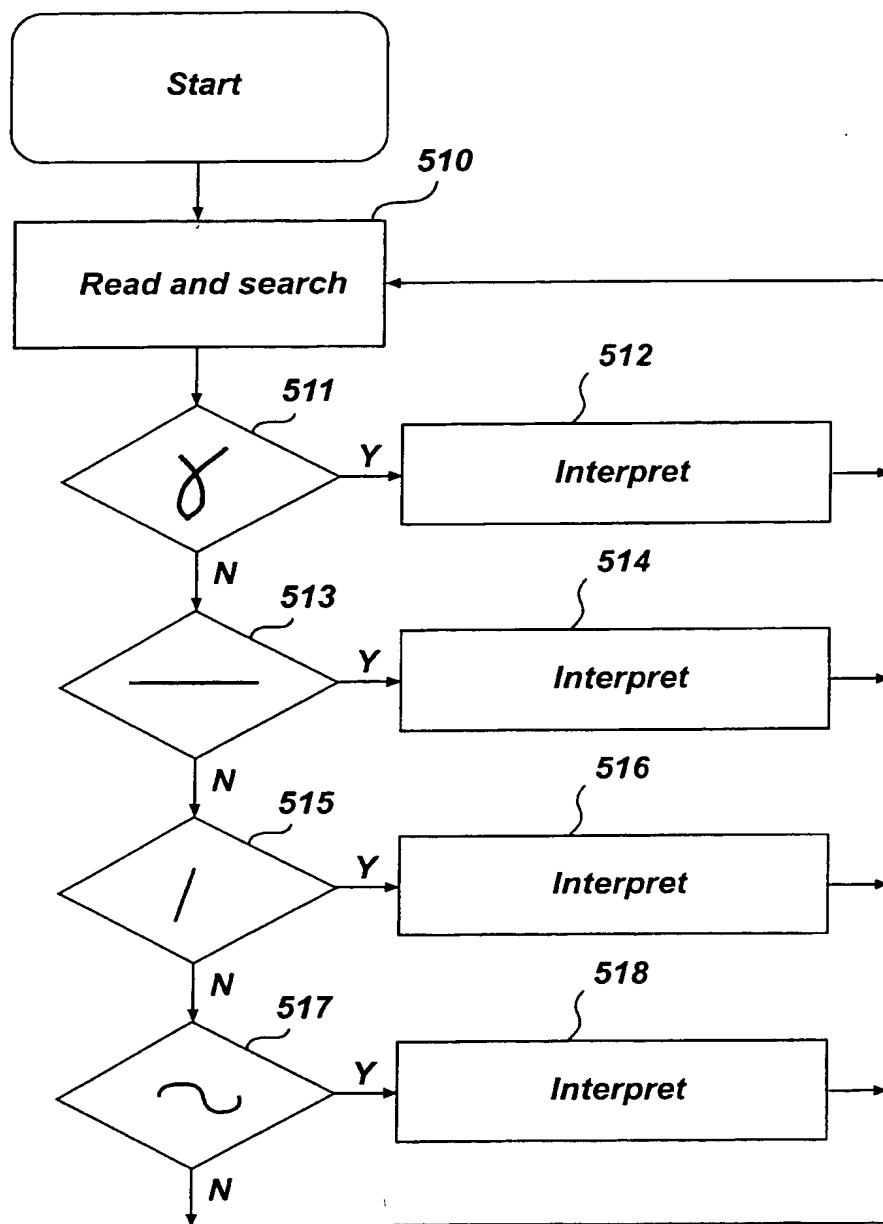 Start
510
Read and search
512
511
Y
Interpret
N
514
513
Y
Interpret
N
516
515
Y
Interpret
N
518
517
Y
Interpret
N